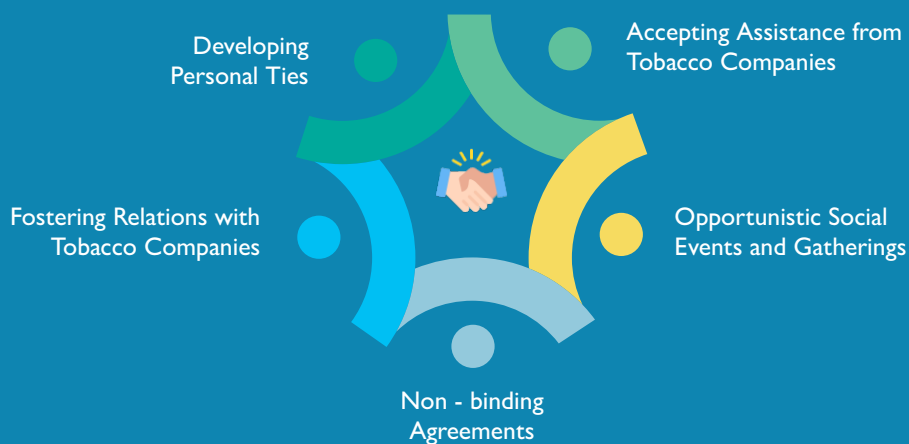 Developing
Personal Ties
Accepting Assistance from
Tobacco Companies
Fostering Relations with
Tobacco Companies
Opportunistic Social
Events and Gatherings
Non - binding
Agreements